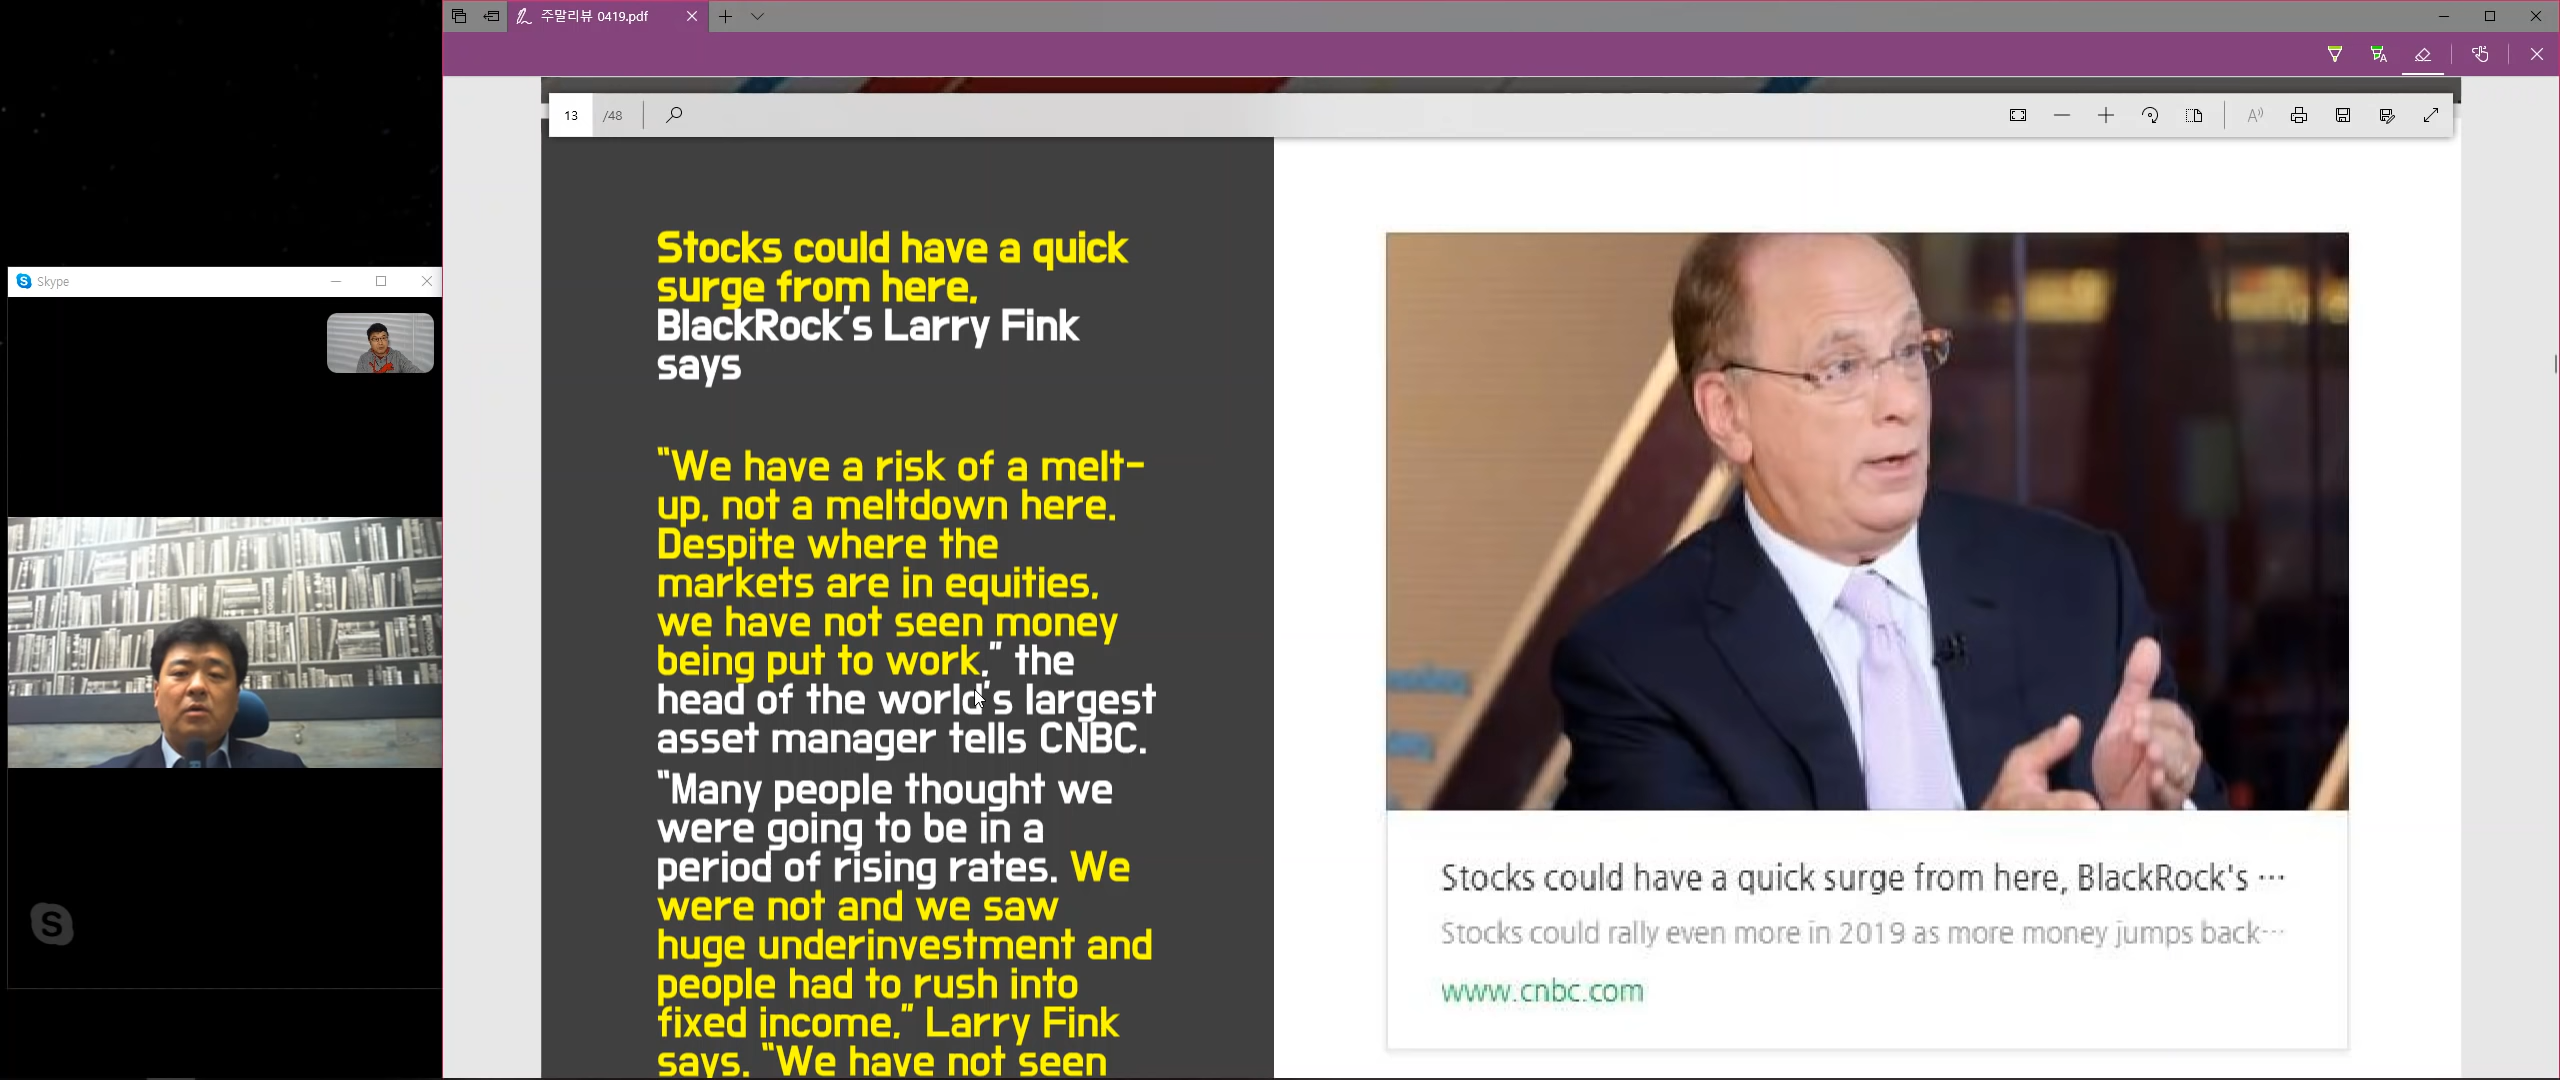 주말리뷰 0419.pdf
13 /48
Skype
Stocks could have a quick
surge from here,
BlackRock's Larry Fink
says
"We have a risk of a melt-
up, not a meltdown here.
Despite where the
markets are in equities,
we have not seen money
being put to work," the
head of the world's largest
asset manager tells CNBC.
"Many people thought we
were going to be in a
period of rising rates. We
were not and we saw
huge underinvestment and
people had to rush into
fixed income," Larry Fink
says. "We have not seen
Stocks could have a quick surge from here, BlackRock's ···
Stocks could rally even more in 2019 as more money jumps back···
www.cnbc.com